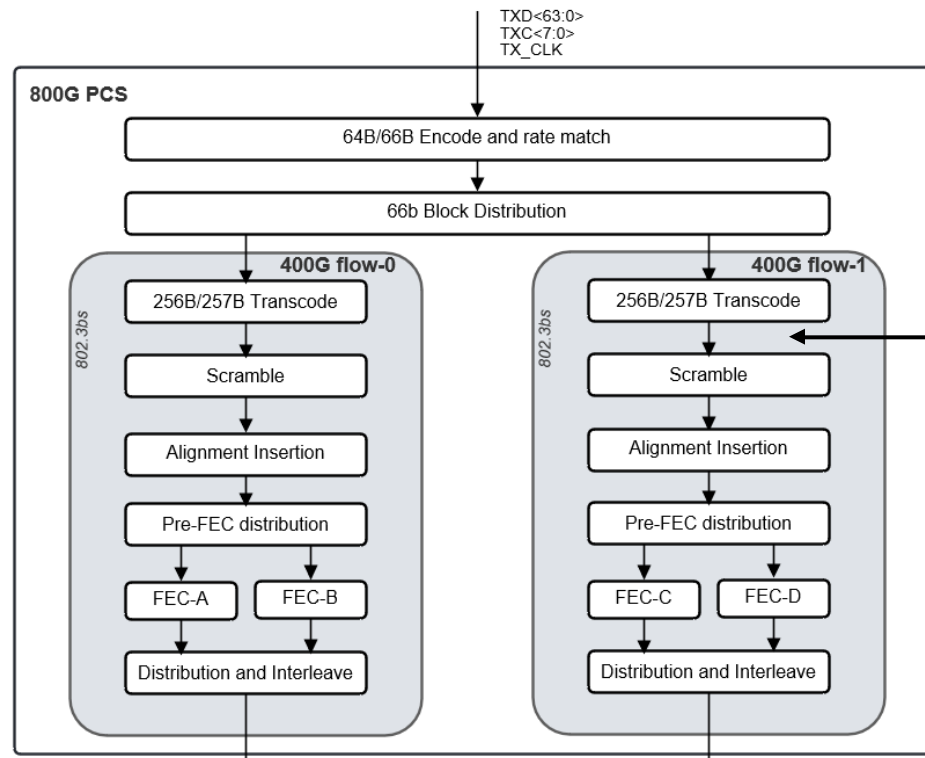 TXD<63:0>
TXC<7:0>
TX_CLK
800G PCS
64B/66B Encode and rate match
66b Block Distribution
400G flow-0
802.3bs
256B/257B Transcode
Scramble
Alignment Insertion
Pre-FEC distribution
FEC-A
FEC-B
Distribution and Interleave
400G flow-1
802.3bs
256B/257B Transcode
Scramble
Alignment Insertion
Pre-FEC distribution
FEC-C
FEC-D
Distribution and Interleave